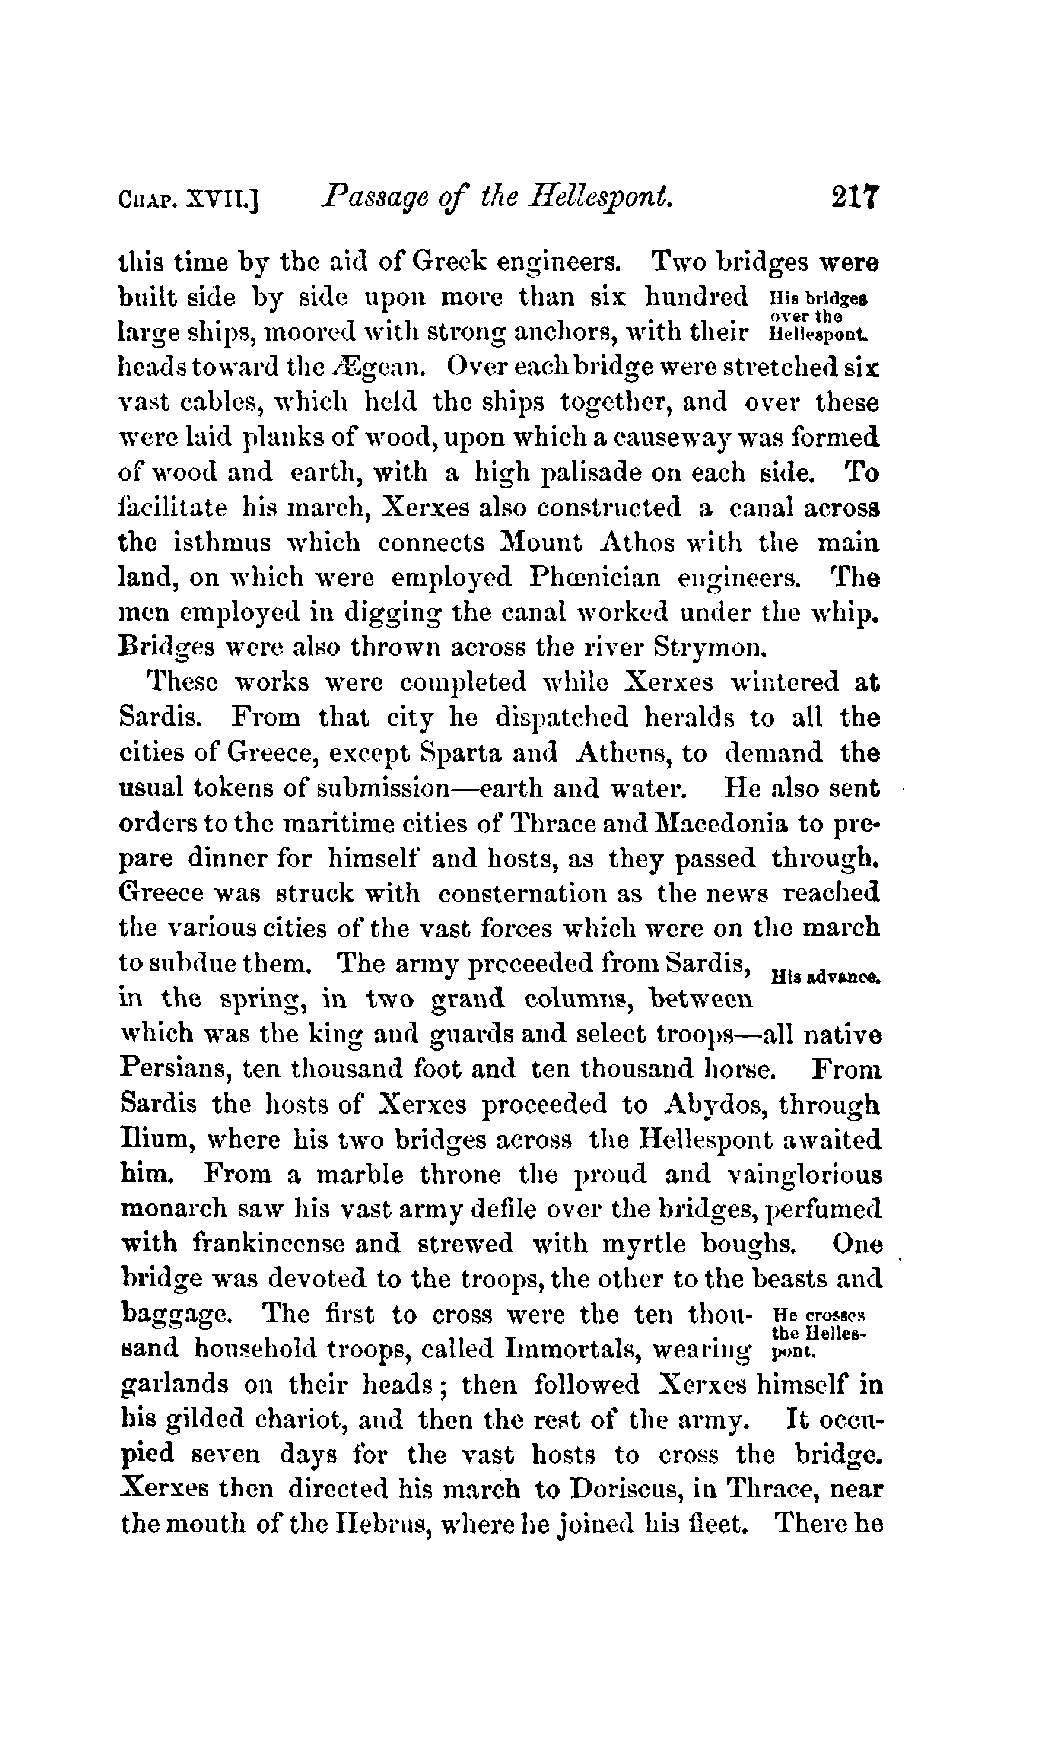 CHAP. XVII.] Passage of the Hellespont. 217
this time by the aid of Greek engineers. Two bridges were
built side by side upon more than six hundred
His bridges
over the
Hellespont.
large ships, moored with strong anchors, with their
heads toward the Ægean. Over each bridge were stretched six
vast cables, which held the ships together, and over these
were laid planks of wood, upon which a causeway was formed
of wood and earth, with a high palisade on each side. To
facilitate his march, Xerxes also constructed a canal across
the isthmus which connects Mount Athos with the main
land, on which were employed Phœnician engineers. The
men employed in digging the canal worked under the whip.
Bridges were also thrown across the river Strymon.
These works were completed while Xerxes wintered at
Sardis. From that city he dispatched heralds to all the
cities of Greece, except Sparta and Athens, to demand the
usual tokens of submission—earth and water. He also sent
orders to the maritime cities of Thrace and Macedonia to pre-
pare dinner for himself and hosts, as they passed through.
Greece was struck with consternation as the news reached
the various cities of the vast forces which were on the march
to subdue them. The army proceeded from Sardis,
His advance.
in the spring, in two grand columns, between
which was the king and guards and select troops—all native
Persians, ten thousand foot and ten thousand horse. From
Sardis the hosts of Xerxes proceeded to Abydos, through
Ilium, where his two bridges across the Hellespont awaited
him. From a marble throne the proud and vainglorious
monarch saw his vast army defile over the bridges, perfumed
with frankincense and strewed with myrtle boughs. One
bridge was devoted to the troops, the other to the beasts and
baggage. The first to cross were the ten thou-
He crosses
the Helles-
pont.
sand household troops, called Immortals, wearing
garlands on their heads; then followed Xerxes himself in
his gilded chariot, and then the rest of the army. It occu-
pied seven days for the vast hosts to cross the bridge.
Xerxes then directed his march to Doriscus, in Thrace, near
the mouth of the Hebrus, where he joined his fleet. There he